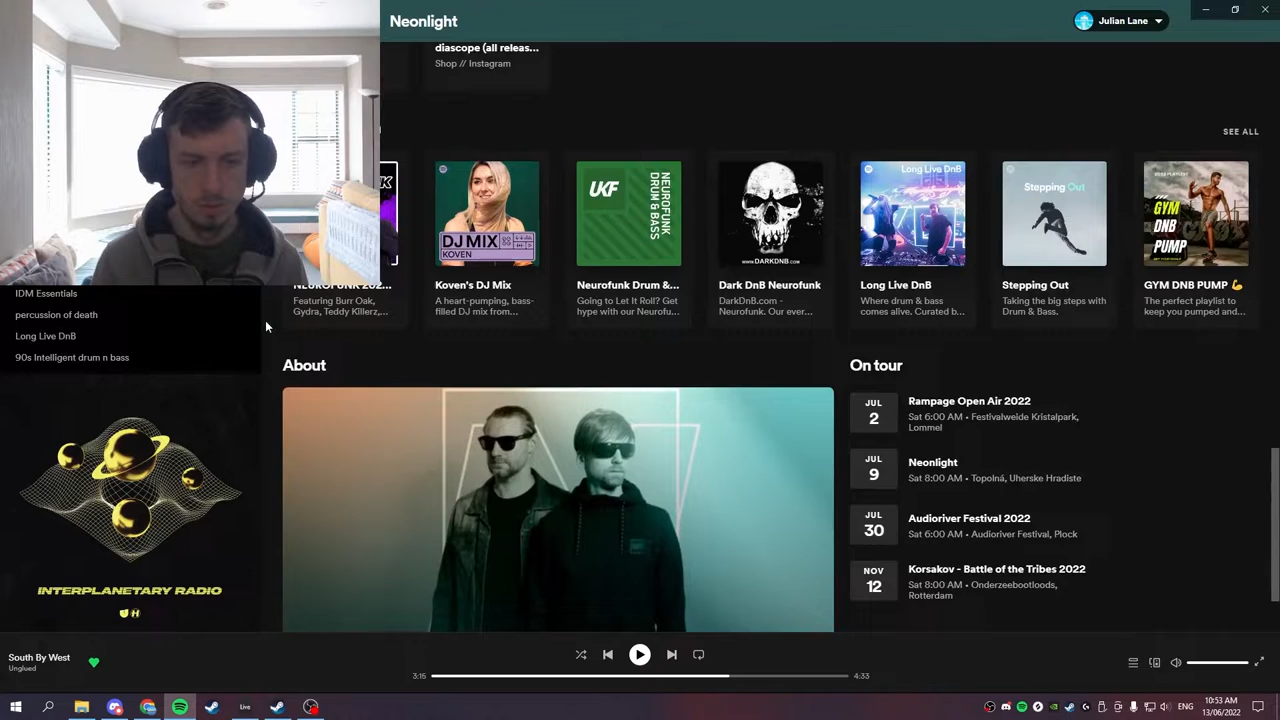 Neonlight
Julian Lane
diascope (all releas...
Shop // Instagram
SEE ALL
UKF
NEUROFUNK
DRUM & BASS
DJ MIX
KOVEN
WWW.DARKDNB.COM
Long Live DnB
Stepping Out
GYM
DNB
PUMP
NEUROFUNK 202...
Featuring Burr Oak,
Gydra, Teddy Killerz,...
Koven's DJ Mix
A heart-pumping, bass-
filled DJ mix from...
Neurofunk Drum &...
Going to Let It Roll? Get
hype with our Neurofu...
Dark DnB Neurofunk
DarkDnB.com -
Neurofunk. Our ever...
Long Live DnB
Where drum & bass
comes alive. Curated b...
Stepping Out
Taking the big steps with
Drum & Bass.
GYM DNB PUMP 💪
The perfect playlist to
keep you pumped and...
IDM Essentials
percussion of death
Long Live DnB
90s Intelligent drum n bass
INTERPLANETARY RADIO
About
On tour
JUL
2
Rampage Open Air 2022
Sat 6:00 AM • Festivalweide Kristalpark,
Lommel
JUL
9
Neonlight
Sat 8:00 AM • Topolná, Uherske Hradiste
JUL
30
Audioriver Festival 2022
Sat 6:00 AM • Audioriver Festival, Plock
NOV
12
Korsakov - Battle of the Tribes 2022
Sat 8:00 AM • Onderzeebootloods,
Rotterdam
South By West
Unglued
3:15
4:33
Live
ENG
10:53 AM
13/06/2022